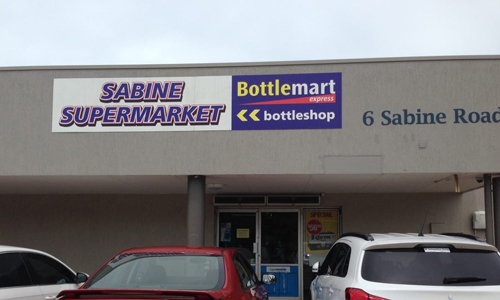 SABINE
SUPERMARKET
Bottlemart
express
bottleshop
6 Sabine Road